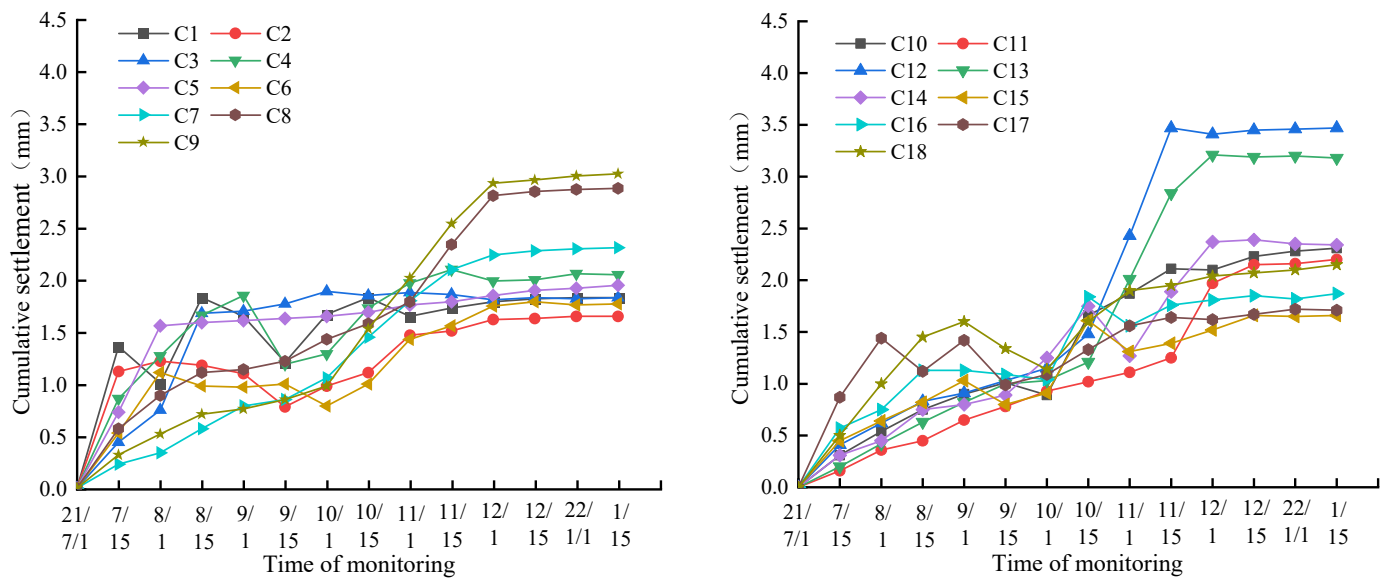 4.5
4.0
3.5
3.0
2.5
2.0
1.5
1.0
0.5
0.0
Cumulative settlement（mm）
C1 C2
C3 C4
C5 C6
C7 C8
C9
21/ 7/ 8/ 8/ 9/ 9/ 10/ 10/ 11/ 11/ 12/ 12/ 22/ 1/
7/1 15 1 15 1 15 1 15 1 15 1 15 1/1 15
Time of monitoring
4.5
4.0
3.5
3.0
2.5
2.0
1.5
1.0
0.5
0.0
Cumulative settlement（mm）
C10 C11
C12 C13
C14 C15
C16 C17
C18
21/ 7/ 8/ 8/ 9/ 9/ 10/ 10/ 11/ 11/ 12/ 12/ 22/ 1/
7/1 15 1 15 1 15 1 15 1 15 1 15 1/1 15
Time of monitoring